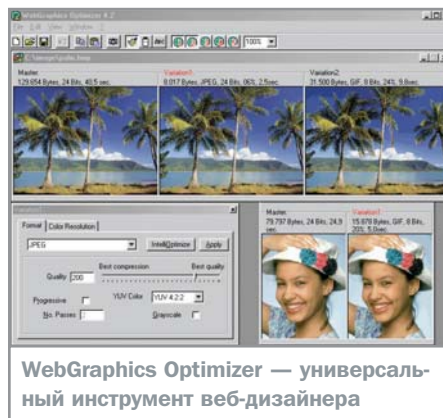 WebGraphics Optimizer 4.2
File Edit View Window ?
100%
Master: Variation1: Variation2:
129.654 Bytes, 24 Bits, 40,5 sec. 8.017 Bytes, JPEG, 24 Bits, 06%, 2,5sec. 31.500 Bytes, GIF, 8 Bits, 24%, 9,8sec.
Format Color Resolution
JPEG IntelliOptimize Apply
Best compression Best quality
Quality 200
Progressive YUV Color YUV 4:2:2
No. Passes Grayscale
Master: Variation1:
79.797 Bytes, 24 Bits, 24,9 sec. 15.878 Bytes, GIF, 8 Bits, 20%, 5,0sec.
WebGraphics Optimizer — универсаль-
ный инструмент веб-дизайнера